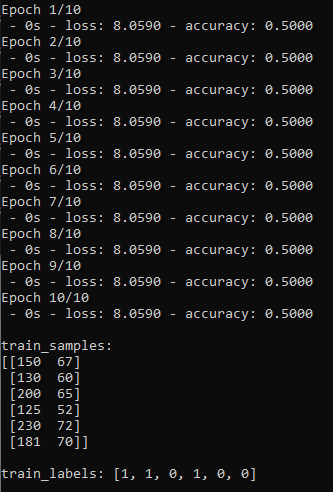 Epoch 1/10
 - 0s - loss: 8.0590 - accuracy: 0.5000
Epoch 2/10
 - 0s - loss: 8.0590 - accuracy: 0.5000
Epoch 3/10
 - 0s - loss: 8.0590 - accuracy: 0.5000
Epoch 4/10
 - 0s - loss: 8.0590 - accuracy: 0.5000
Epoch 5/10
 - 0s - loss: 8.0590 - accuracy: 0.5000
Epoch 6/10
 - 0s - loss: 8.0590 - accuracy: 0.5000
Epoch 7/10
 - 0s - loss: 8.0590 - accuracy: 0.5000
Epoch 8/10
 - 0s - loss: 8.0590 - accuracy: 0.5000
Epoch 9/10
 - 0s - loss: 8.0590 - accuracy: 0.5000
Epoch 10/10
 - 0s - loss: 8.0590 - accuracy: 0.5000
train_samples:
[[150  67]
 [130  60]
 [200  65]
 [125  52]
 [230  72]
 [181  70]]
train_labels: [1, 1, 0, 1, 0, 0]